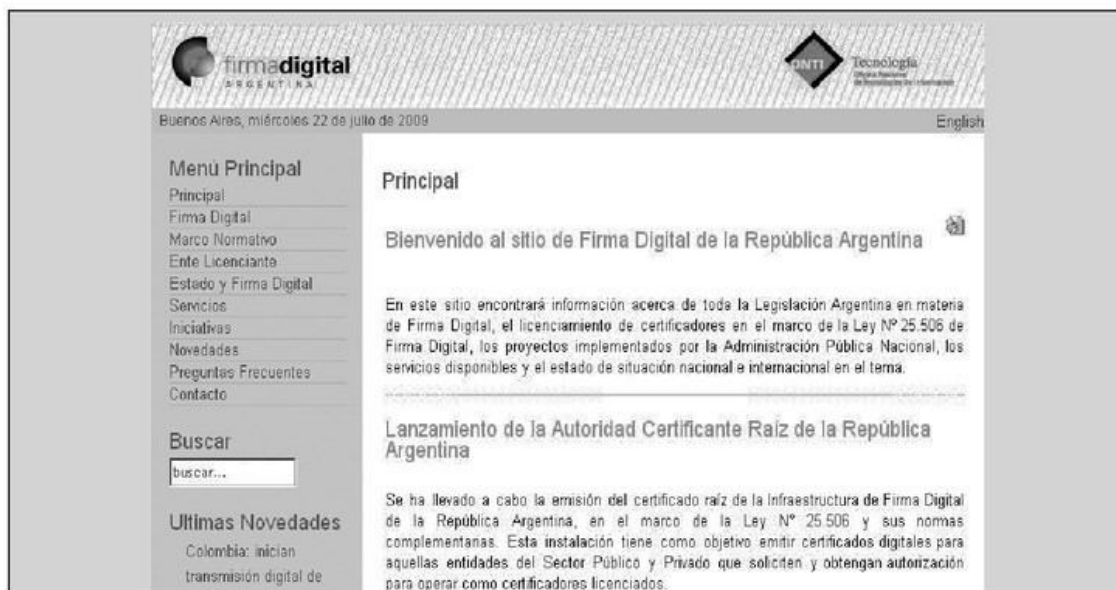 firmadigital
ARGENTINA
ONTI
Tecnología
Oficina Nacional
de Tecnologías de Información
Buenos Aires, miércoles 22 de julio de 2009
English
Menú Principal
Principal
Firma Digital
Marco Normativo
Ente Licenciante
Estado y Firma Digital
Servicios
Iniciativas
Novedades
Preguntas Frecuentes
Contacto
Buscar
buscar...
Ultimas Novedades
Colombia: inician
transmisión digital de
Principal
Bienvenido al sitio de Firma Digital de la República Argentina
En este sitio encontrará información acerca de toda la Legislación Argentina en materia
de Firma Digital, el licenciamiento de certificadores en el marco de la Ley Nº 25.506 de
Firma Digital, los proyectos implementados por la Administración Pública Nacional, los
servicios disponibles y el estado de situación nacional e internacional en el tema.
Lanzamiento de la Autoridad Certificante Raíz de la República
Argentina
Se ha llevado a cabo la emisión del certificado raíz de la Infraestructura de Firma Digital
de la República Argentina, en el marco de la Ley N° 25.506 y sus normas
complementarias. Esta instalación tiene como objetivo emitir certificados digitales para
aquellas entidades del Sector Público y Privado que soliciten y obtengan autorización
para operar como certificadores licenciados.